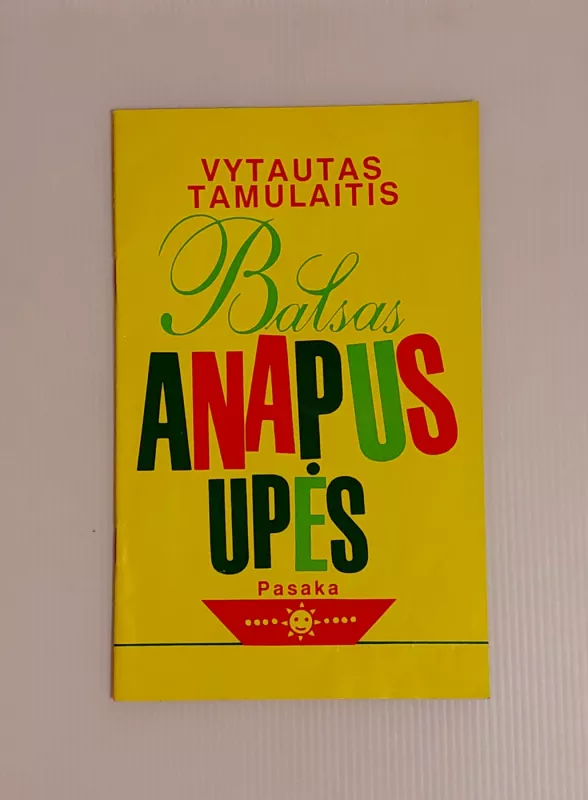 VYTAUTAS
TAMULAITIS
Balsas
ANAPUS
UPĖS
Pasaka